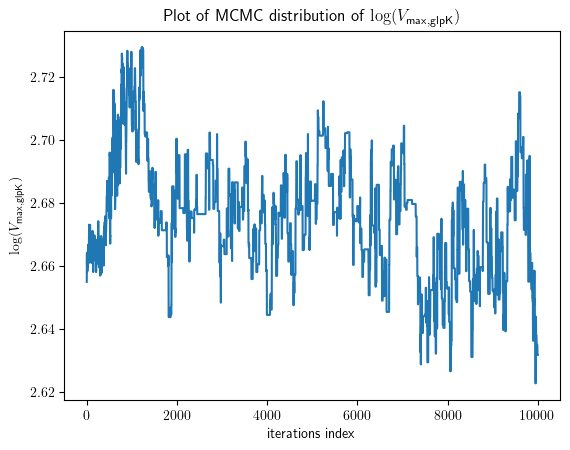 Plot of MCMC distribution of log(V_max,glpK)
log(V_max,glpK)
2.72
2.70
2.68
2.66
2.64
2.62
0 2000 4000 6000 8000 10000
iterations index